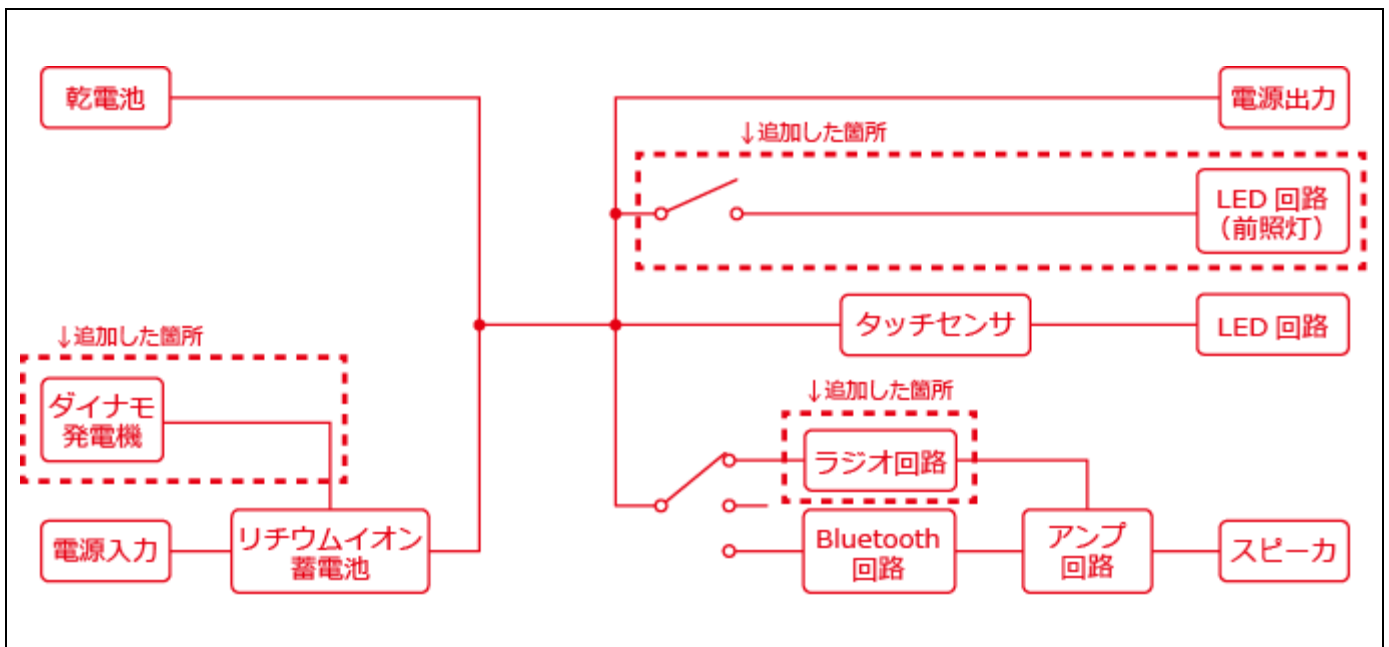 乾電池
電源出力
↓追加した箇所
LED 回路
（前照灯）
タッチセンサ
LED 回路
↓追加した箇所
ダイナモ
発電機
↓追加した箇所
ラジオ回路
電源入力
リチウムイオン
蓄電池
Bluetooth
回路
アンプ
回路
スピーカ